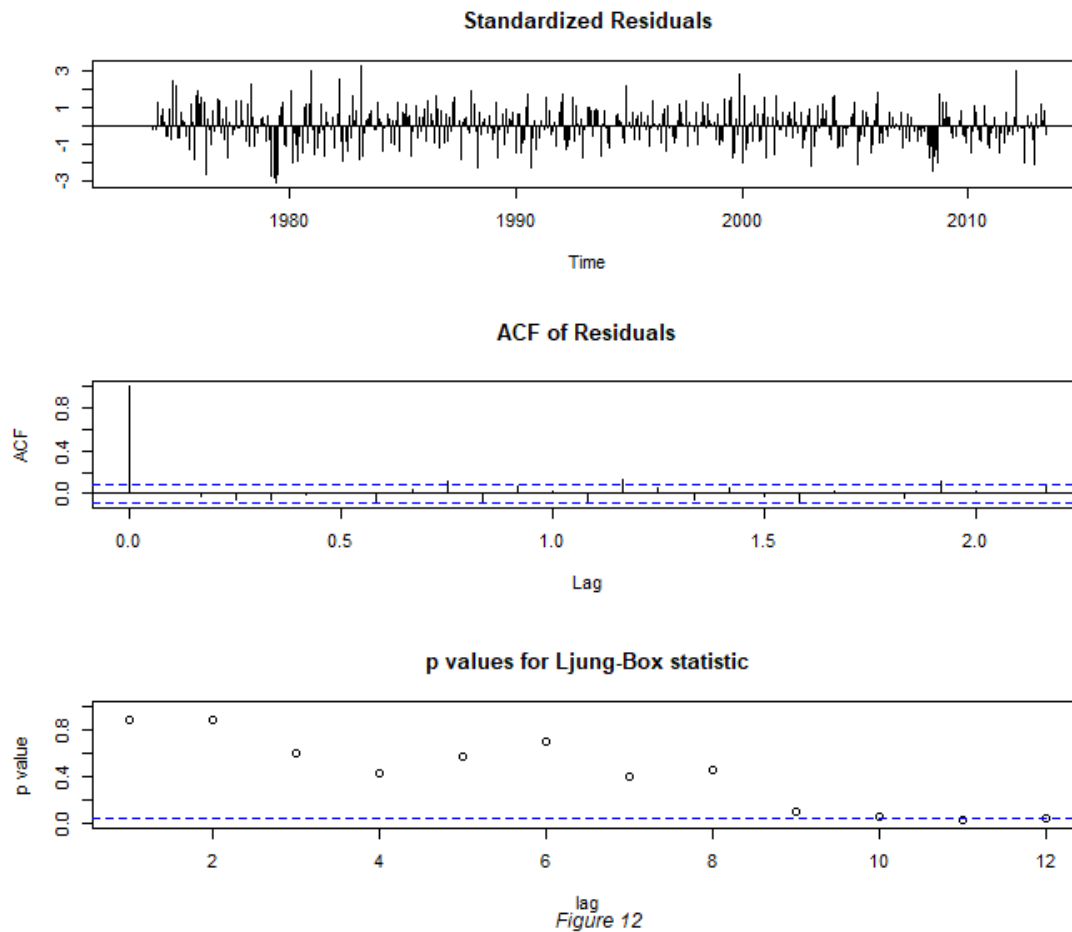 Standardized Residuals
3
1
-1
-3
1980 1990 2000 2010
Time
ACF of Residuals
ACF
0.8
0.4
0.0
0.0 0.5 1.0 1.5 2.0
Lag
p values for Ljung-Box statistic
p value
0.8
0.4
0.0
2 4 6 8 10 12
lag
Figure 12